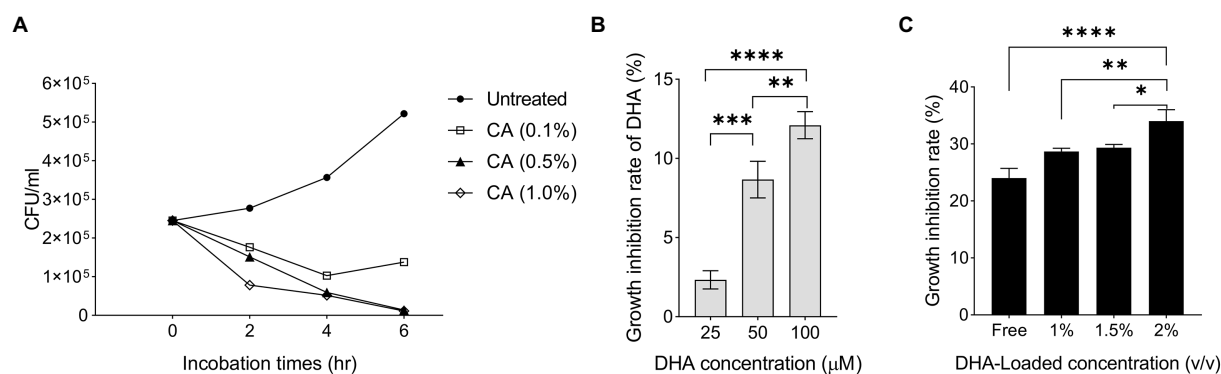 A
CFU/ml
6×10⁵
5×10⁵
4×10⁵
3×10⁵
2×10⁵
1×10⁵
0
0 2 4 6
Incobation times (hr)
Untreated
CA (0.1%)
CA (0.5%)
CA (1.0%)
B
Growth inhibition rate of DHA (%)
15
10
5
0
****
**
***
25 50 100
DHA concentration (μM)
C
Growth inhibition rate (%)
40
30
20
10
0
****
**
*
Free 1% 1.5% 2%
DHA-Loaded concentration (v/v)